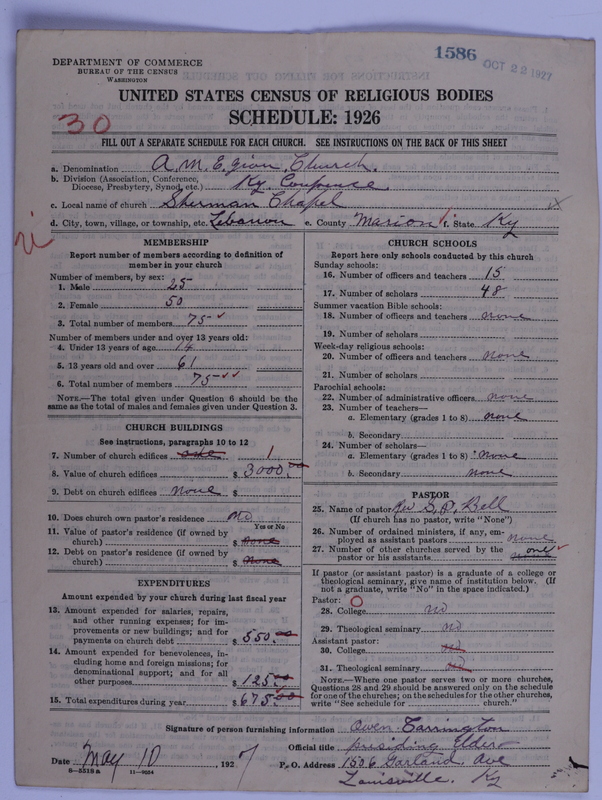 1586
OCT 22 1927
DEPARTMENT OF COMMERCE
BUREAU OF THE CENSUS
WASHINGTON
UNITED STATES CENSUS OF RELIGIOUS BODIES
SCHEDULE: 1926
30
FILL OUT A SEPARATE SCHEDULE FOR EACH CHURCH. SEE INSTRUCTIONS ON THE BACK OF THIS SHEET
a. Denomination A.M.E. Zion Church.
b. Division (Association, Conference, Diocese, Presbytery, Synod, etc.) Ky. Confrence
c. Local name of church Sherman Chapel
d. City, town, village, or township, etc. Lebanon e. County Marion f. State Ky
MEMBERSHIP
Report number of members according to definition of member in your church
Number of members, by sex:
1. Male 25
2. Female 50
3. Total number of members 75
Number of members under and over 13 years old:
4. Under 13 years of age 14
5. 13 years old and over 61
6. Total number of members 75
NOTE.—The total given under Question 6 should be the same as the total of males and females given under Question 3.
CHURCH BUILDINGS
See instructions, paragraphs 10 to 12
7. Number of church edifices one 1
8. Value of church edifices $ 3000.00
9. Debt on church edifices none $
10. Does church own pastor's residence no
Yes or No
11. Value of pastor's residence (if owned by church) $ none
12. Debt on pastor's residence (if owned by church) $ none
EXPENDITURES
Amount expended by your church during last fiscal year
13. Amount expended for salaries, repairs, and other running expenses; for improvements or new buildings; and for payments on church debt $ 550.00
14. Amount expended for benevolences, including home and foreign missions; for denominational support; and for all other purposes $ 125.00
15. Total expenditures during year $ 675.00
CHURCH SCHOOLS
Report here only schools conducted by this church
Sunday schools:
16. Number of officers and teachers 15
17. Number of scholars 48
Summer vacation Bible schools:
18. Number of officers and teachers none
19. Number of scholars
Week-day religious schools:
20. Number of officers and teachers none
21. Number of scholars
Parochial schools:
22. Number of administrative officers none
23. Number of teachers—
a. Elementary (grades 1 to 8) none
b. Secondary
24. Number of scholars—
a. Elementary (grades 1 to 8) none
b. Secondary none
PASTOR
25. Name of pastor Rev S.P. Bell
(If church has no pastor, write "None")
26. Number of ordained ministers, if any, employed as assistant pastors none
27. Number of other churches served by the pastor or his assistants one
If pastor (or assistant pastor) is a graduate of a college or theological seminary, give name of institution below. (If not a graduate, write "No" in the space indicated.)
Pastor:
28. College no
29. Theological seminary no
Assistant pastor:
30. College no
31. Theological seminary no
NOTE.—Where one pastor serves two or more churches, Questions 28 and 29 should be answered only on the schedule for one of the churches; on the schedules for the other churches, write "See schedule for church."
Signature of person furnishing information Owen Carrington
Official title presiding Elder
Date May 10, 1927 P. O. Address 1506 Garland Ave
Louisville. Ky
8—5518a 11—9024